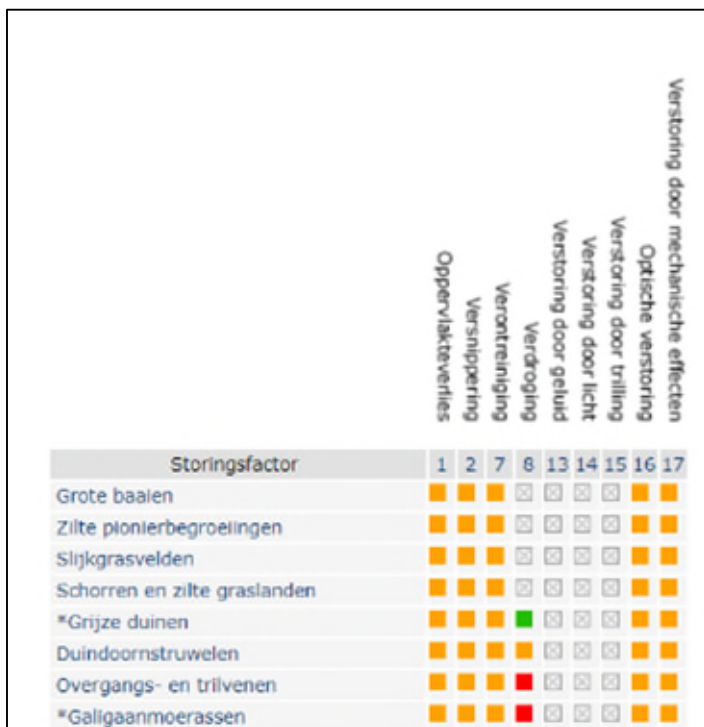 Oppervlakteverlies
Versnippering
Verontreiniging
Verdroging
Verstoring door geluid
Verstoring door licht
Verstoring door trilling
Optische verstoring
Verstoring door mechanische effecten
Storingsfactor 1 2 7 8 13 14 15 16 17
Grote baaien
Zilte pionierbegroeiingen
Slijkgrasvelden
Schorren en zilte graslanden
*Grijze duinen
Duindoornstruwelen
Overgangs- en trilvenen
*Galigaanmoerassen